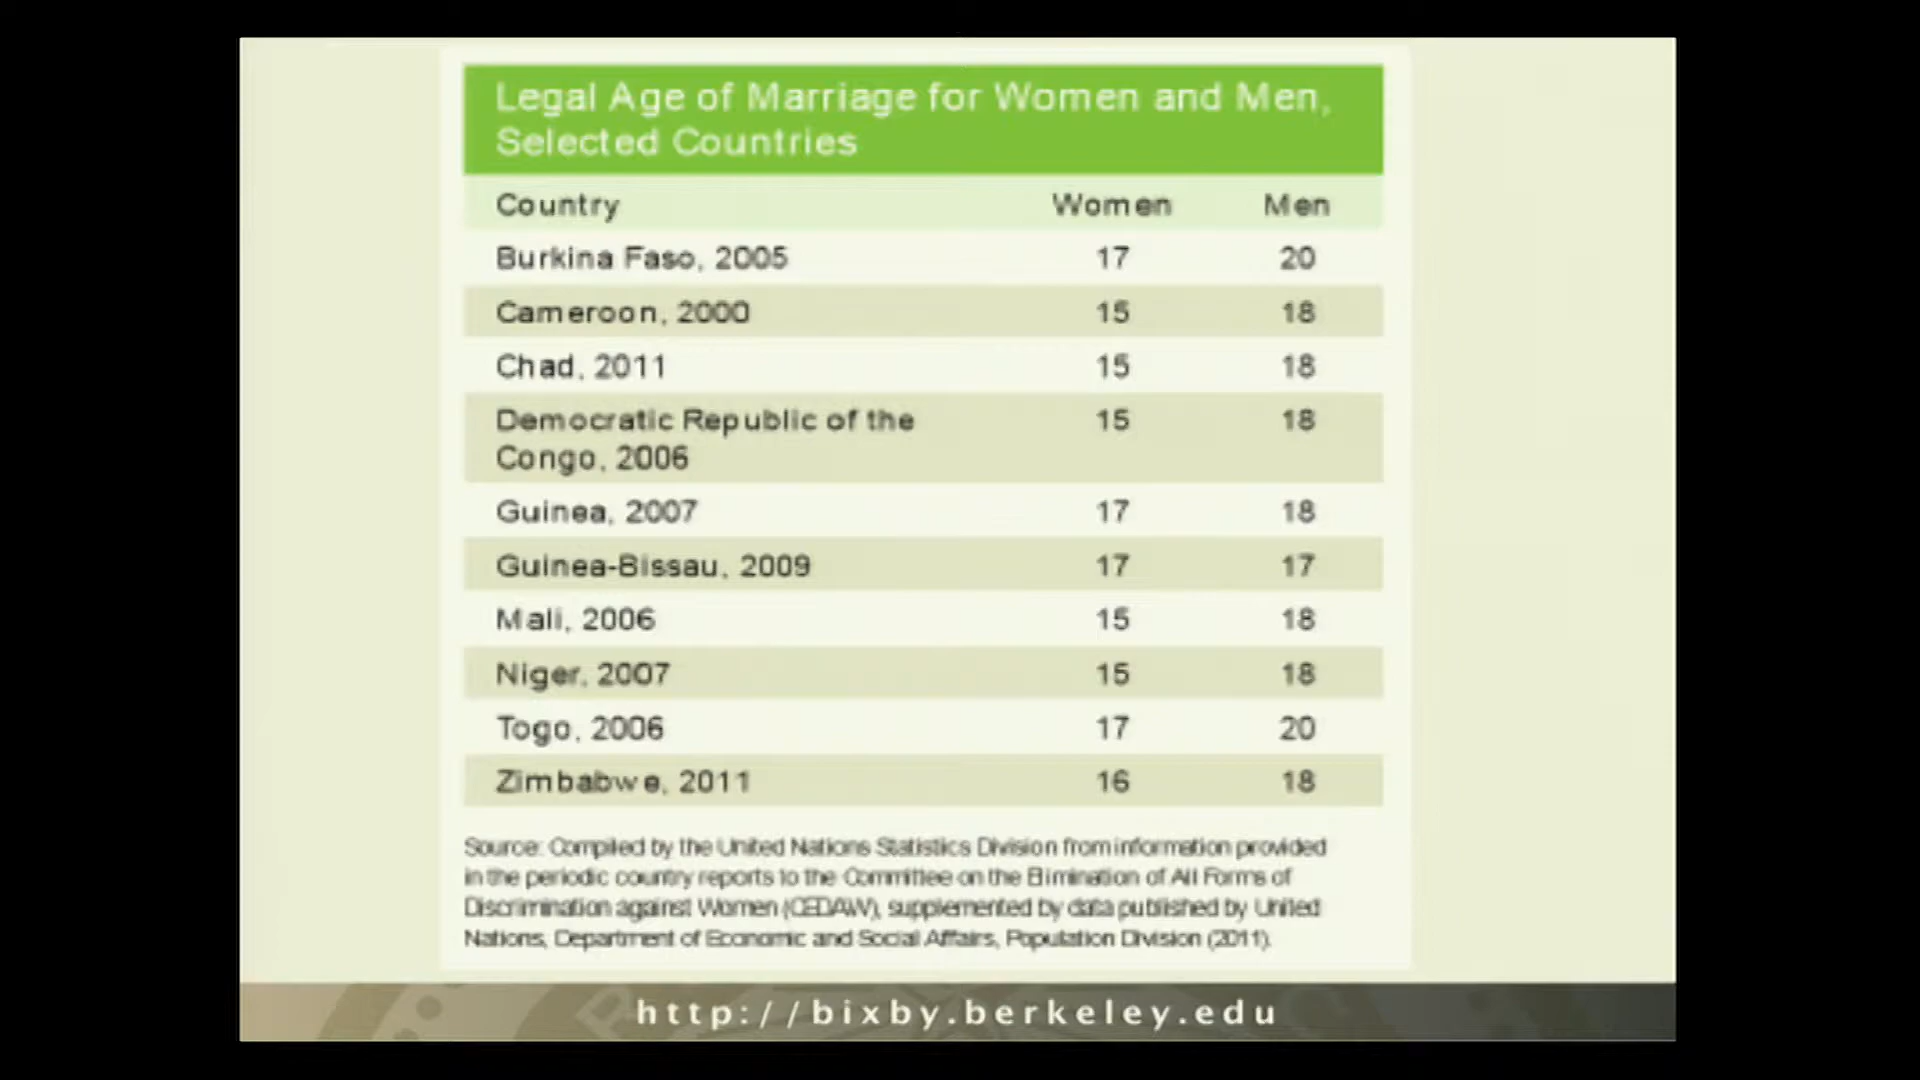 Legal Age of Marriage for Women and Men,
Selected Countries
Country Women Men
Burkina Faso, 2005 17 20
Cameroon, 2000 15 18
Chad, 2011 15 18
Democratic Republic of the 15 18
Congo, 2006
Guinea, 2007 17 18
Guinea-Bissau, 2009 17 17
Mali, 2006 15 18
Niger, 2007 15 18
Togo, 2006 17 20
Zimbabwe, 2011 16 18
Source: Compiled by the United Nations Statistics Division from information provided
in the periodic country reports to the Committee on the Elimination of All Forms of
Discrimination against Women (CEDAW), supplemented by data published by United
Nations, Department of Economic and Social Affairs, Population Division (2011).
http://bixby.berkeley.edu